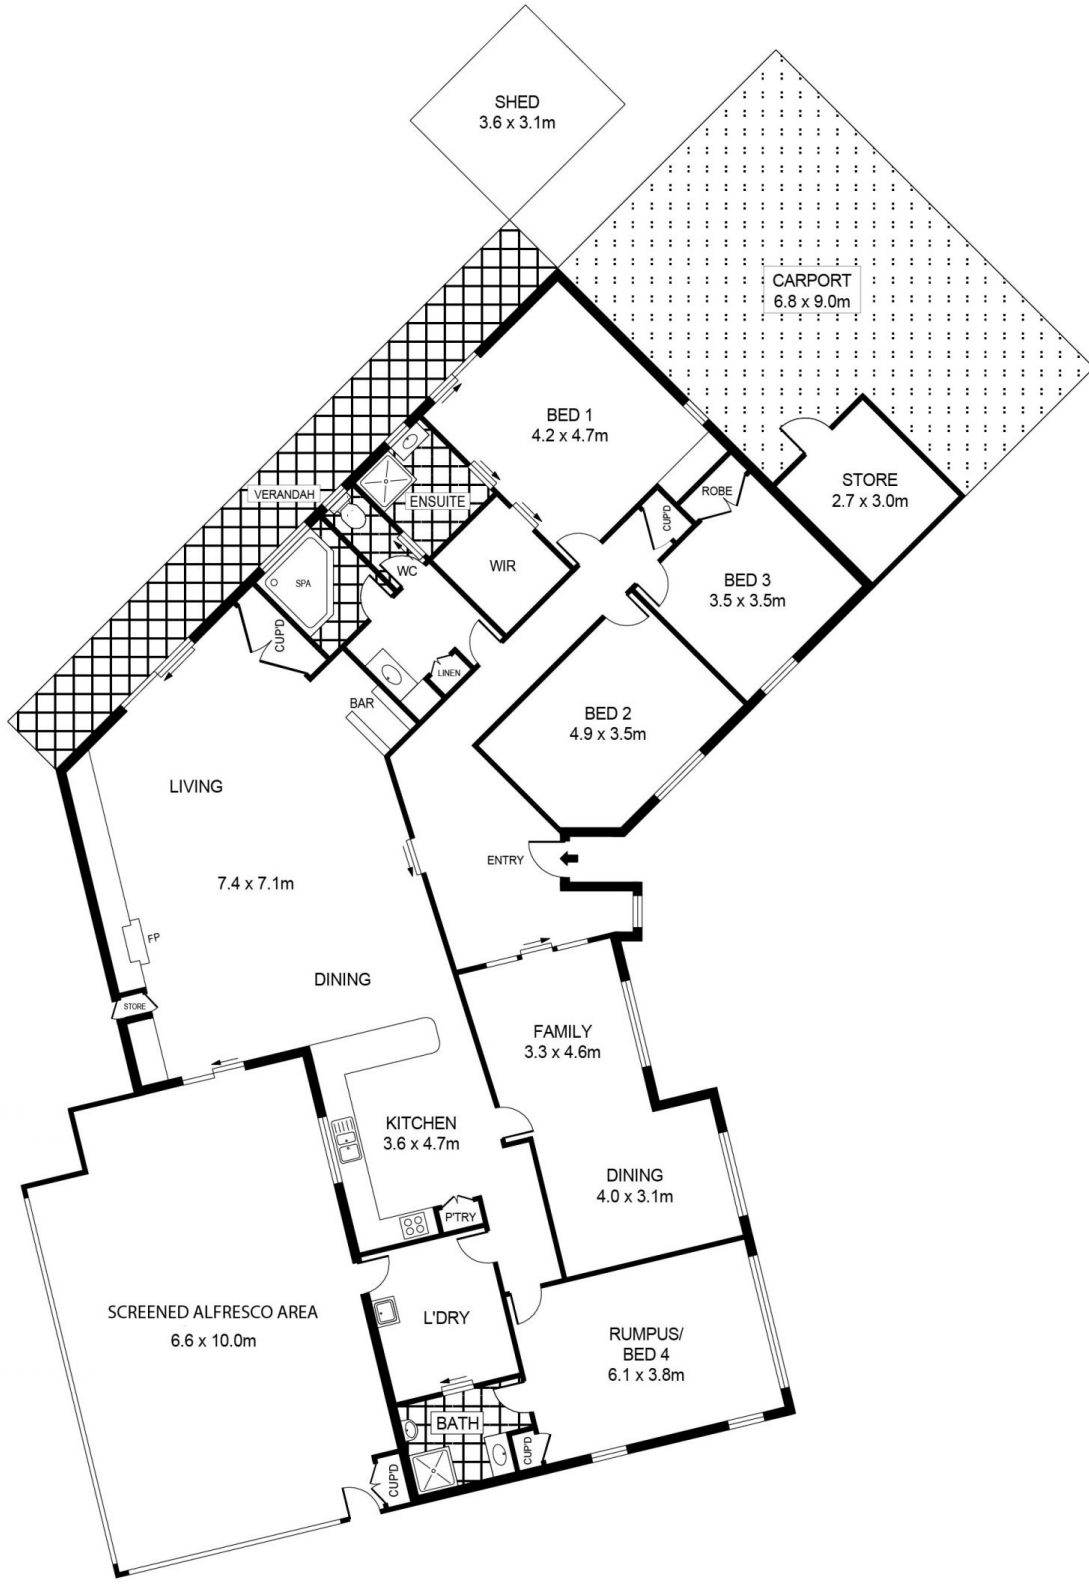 SHED
3.6 x 3.1m
CARPORT
6.8 x 9.0m
BED 1
4.2 x 4.7m
STORE
2.7 x 3.0m
ROBE
VERANDAH
ENSUITE
CUP'D
WIR
WC
BED 3
3.5 x 3.5m
SPA
CUP'D
LINEN
BAR
BED 2
4.9 x 3.5m
LIVING
ENTRY
7.4 x 7.1m
FP
DINING
STORE
FAMILY
3.3 x 4.6m
KITCHEN
3.6 x 4.7m
DINING
4.0 x 3.1m
P'TRY
SCREENED ALFRESCO AREA
6.6 x 10.0m
L'DRY
RUMPUS/
BED 4
6.1 x 3.8m
BATH
CUP'D
CUP'D